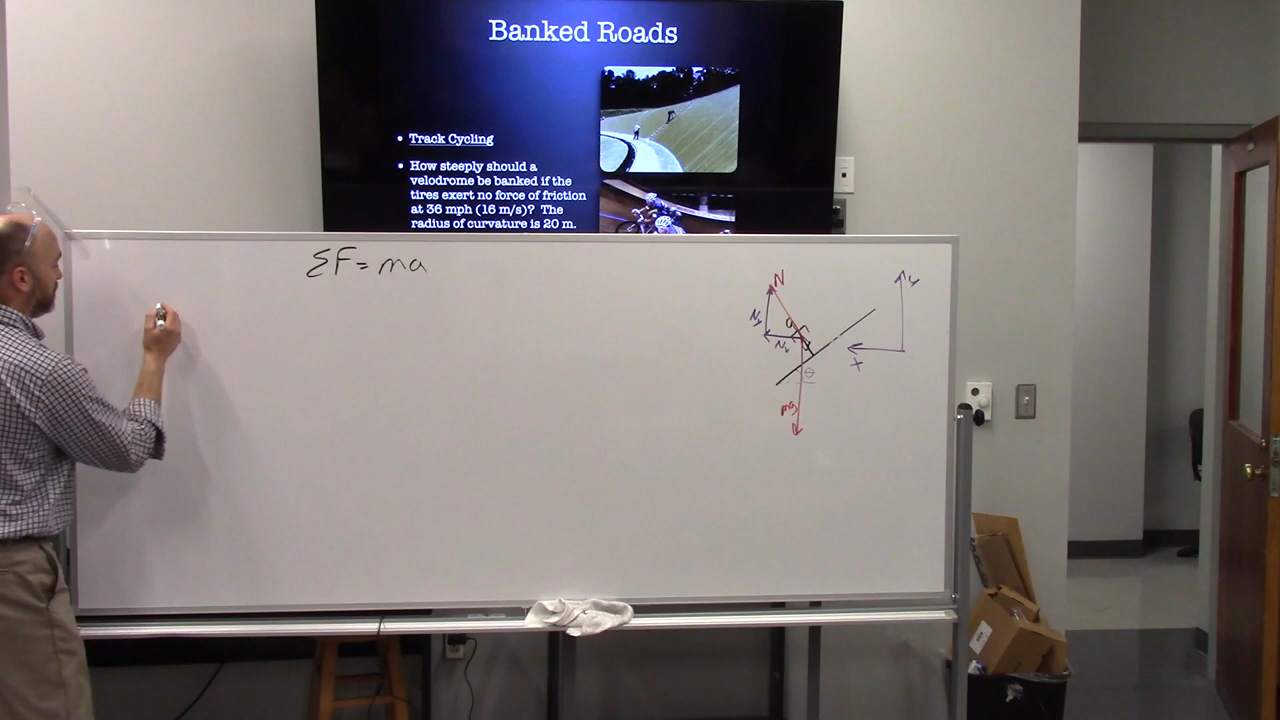 Banked Roads
• Track Cycling
• How steeply should a
velodrome be banked if the
tires exert no force of friction
at 36 mph (16 m/s)? The
radius of curvature is 20 m.
ΣF = ma
N
y
Ny
θ
Nx
x
θ
mg